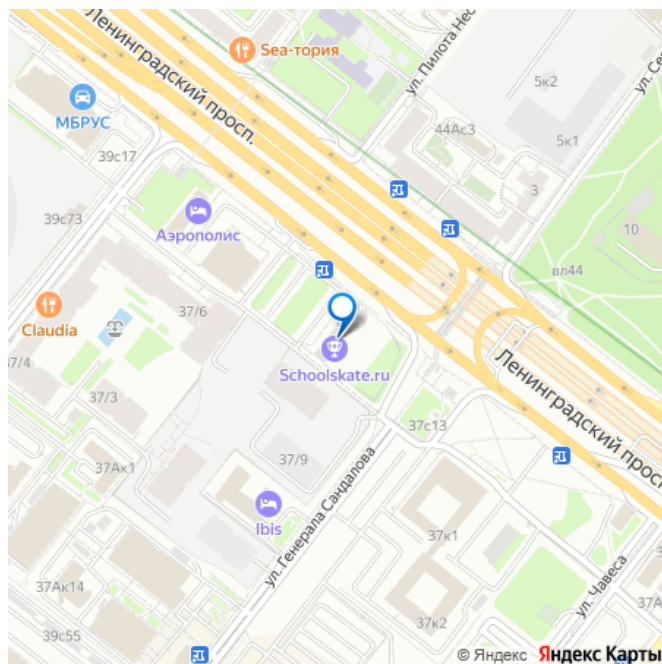 Ленинградский просп.
Sea-тория
ул. Пилота Нес
5к2
ул. Се
МБРУС
44Ас3
5к1
39с17
3
39с73
Аэрополис
10
вл44
37/6
Claudia
37/4
Schoolskate.ru
Ленинградский просп.
37/3
37с13
37Ак1
37/9
ул. Генерала Сандалова
Ibis
37к1
37Ак14
ул. Чавеса
37А
37к2
39с55
© Яндекс Яндекс Карты